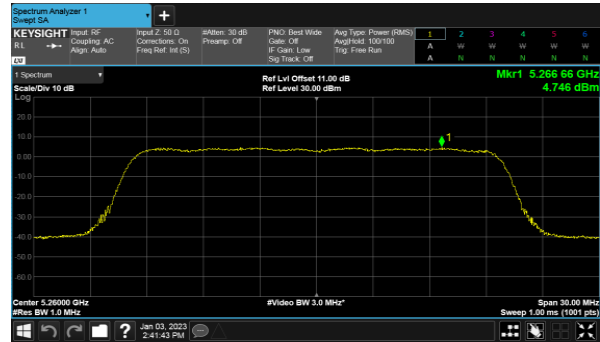 Spectrum Analyzer 1
Swept SA
+
KEYSIGHT
RL
Input: RF
Coupling: AC
Align: Auto
Input Z: 50 Ω
Corrections: On
Freq Ref: Int (S)
#Atten: 30 dB
Preamp: Off
PNO: Best Wide
Gate: Off
IF Gain: Low
Sig Track: Off
Avg Type: Power (RMS)
Avg|Hold: 100/100
Trig: Free Run
1 2 3 4 5 6
A W W W W W
A N N N N N
LXI
1 Spectrum
Scale/Div 10 dB
Log
Ref Lvl Offset 11.00 dB
Ref Level 30.00 dBm
Mkr1 5.266 66 GHz
4.746 dBm
1
20.0
10.0
0.00
-10.0
-20.0
-30.0
-40.0
-50.0
-60.0
Center 5.26000 GHz
#Res BW 1.0 MHz
#Video BW 3.0 MHz*
Span 30.00 MHz
Sweep 1.00 ms (1001 pts)
?
Jan 03, 2023
2:41:43 PM